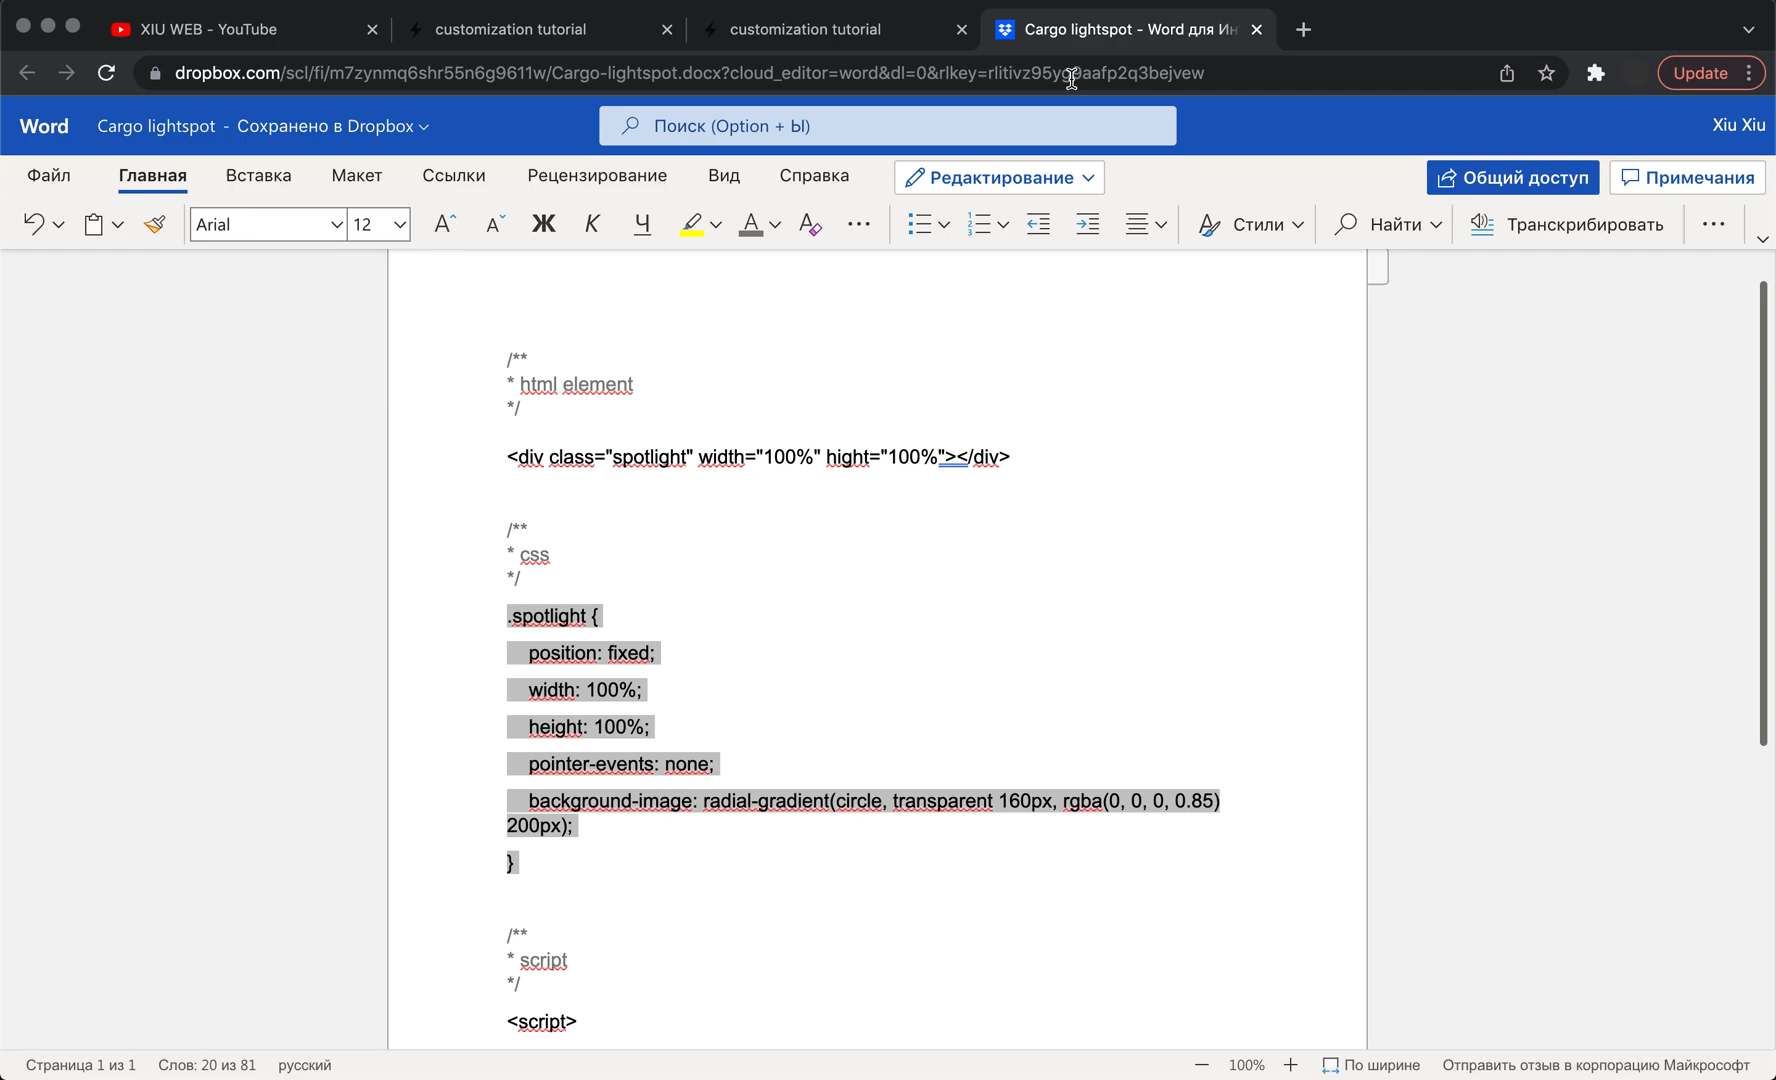 XIU WEB - YouTube
customization tutorial
customization tutorial
Cargo lightspot - Word для Ин
dropbox.com/scl/fi/m7zynmq6shr55n6g9611w/Cargo-lightspot.docx?cloud_editor=word&dl=0&rlkey=rlitivz95yg9aafp2q3bejvew
Update
Word
Cargo lightspot - Сохранено в Dropbox
Поиск (Option + Ы)
Xiu Xiu
Файл
Главная
Вставка
Макет
Ссылки
Рецензирование
Вид
Справка
Редактирование
Общий доступ
Примечания
Arial
12
Ж
К
Ч
Стили
Найти
Транскрибировать
/**
* html element
*/
<div class="spotlight" width="100%" hight="100%"></div>
/**
* css
*/
.spotlight {
position: fixed;
width: 100%;
height: 100%;
pointer-events: none;
background-image: radial-gradient(circle, transparent 160px, rgba(0, 0, 0, 0.85)
200px);
}
/**
* script
*/
<script>
Страница 1 из 1
Слов: 20 из 81
русский
100%
По ширине
Отправить отзыв в корпорацию Майкрософт